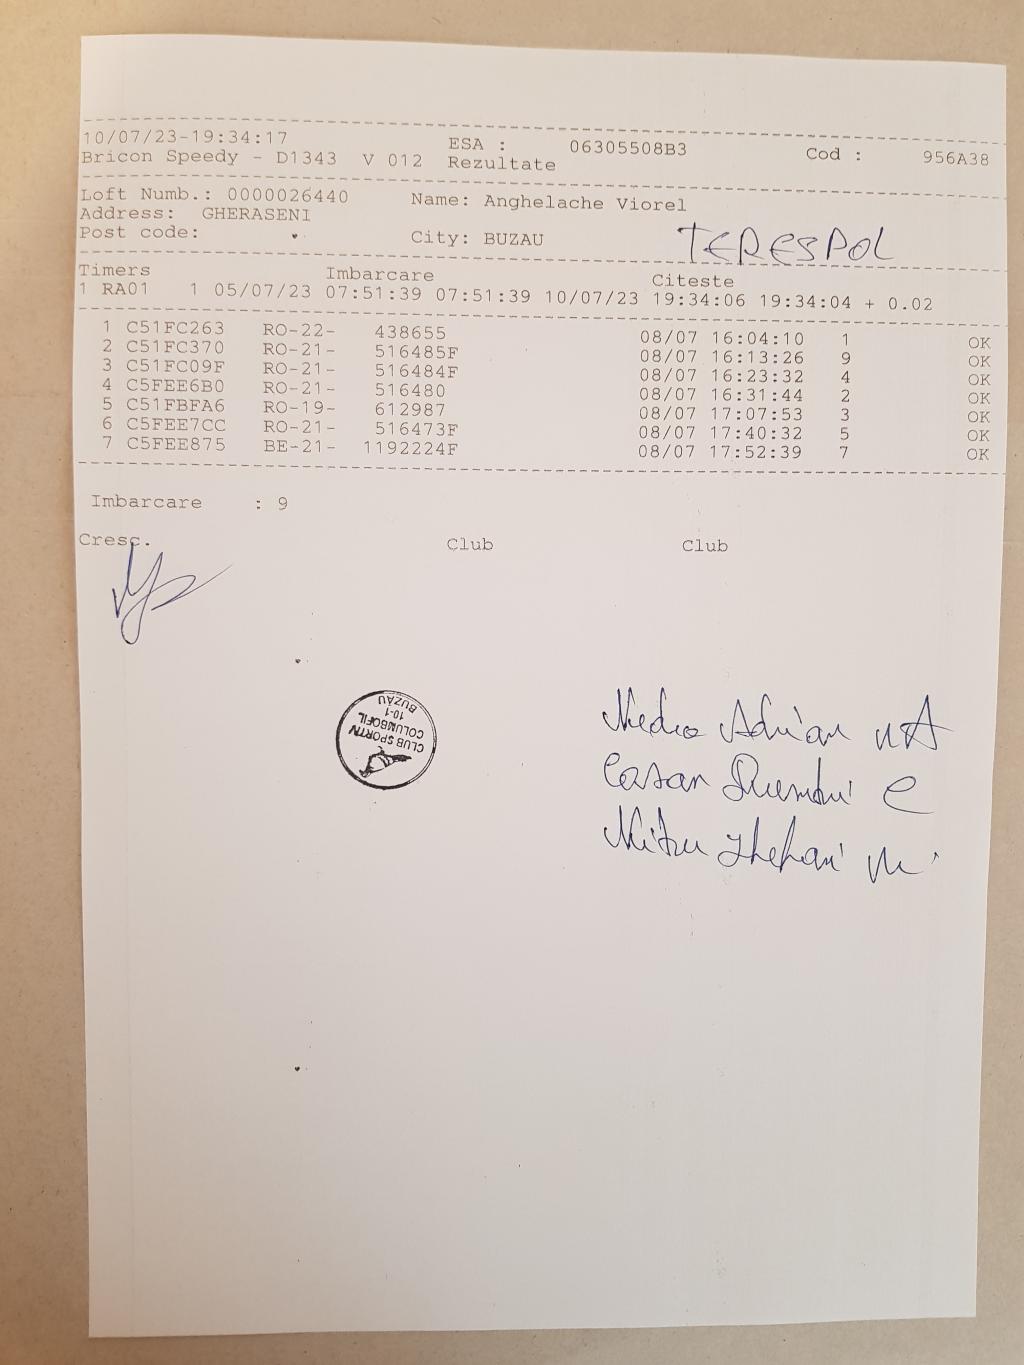 10/07/23-19:34:17 ESA : 06305508B3 Cod : 956A38
Bricon Speedy - D1343 V 012 Rezultate
Loft Numb.: 0000026440 Name: Anghelache Viorel
Address: GHERASENI
Post code: City: BUZAU TERESPOL
Timers Imbarcare Citeste
1 RA01 1 05/07/23 07:51:39 07:51:39 10/07/23 19:34:06 19:34:04 + 0.02
1 C51FC263 RO-22- 438655 08/07 16:04:10 1 OK
2 C51FC370 RO-21- 516485F 08/07 16:13:26 9 OK
3 C51FC09F RO-21- 516484F 08/07 16:23:32 4 OK
4 C5FEE6B0 RO-21- 516480 08/07 16:31:44 2 OK
5 C51FBFA6 RO-19- 612987 08/07 17:07:53 3 OK
6 C5FEE7CC RO-21- 516473F 08/07 17:40:32 5 OK
7 C5FEE875 BE-21- 1192224F 08/07 17:52:39 7 OK
Imbarcare : 9
Cresc. Club Club
CLUB SPORTIV
COLUMBOFIL
10-1
BUZAU
Adrian